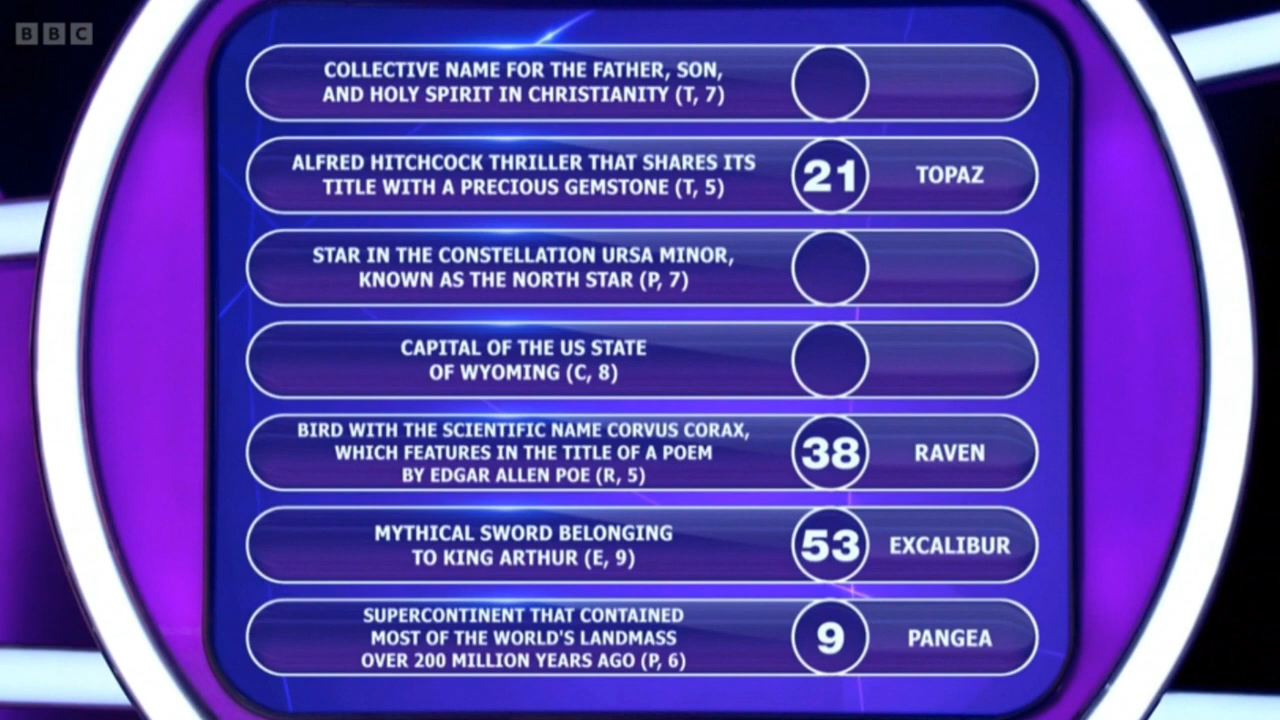 BBC
COLLECTIVE NAME FOR THE FATHER, SON,
AND HOLY SPIRIT IN CHRISTIANITY (T, 7)
ALFRED HITCHCOCK THRILLER THAT SHARES ITS
TITLE WITH A PRECIOUS GEMSTONE (T, 5)
21
TOPAZ
STAR IN THE CONSTELLATION URSA MINOR,
KNOWN AS THE NORTH STAR (P, 7)
CAPITAL OF THE US STATE
OF WYOMING (C, 8)
BIRD WITH THE SCIENTIFIC NAME CORVUS CORAX,
WHICH FEATURES IN THE TITLE OF A POEM
BY EDGAR ALLEN POE (R, 5)
38
RAVEN
MYTHICAL SWORD BELONGING
TO KING ARTHUR (E, 9)
53
EXCALIBUR
SUPERCONTINENT THAT CONTAINED
MOST OF THE WORLD'S LANDMASS
OVER 200 MILLION YEARS AGO (P, 6)
9
PANGEA